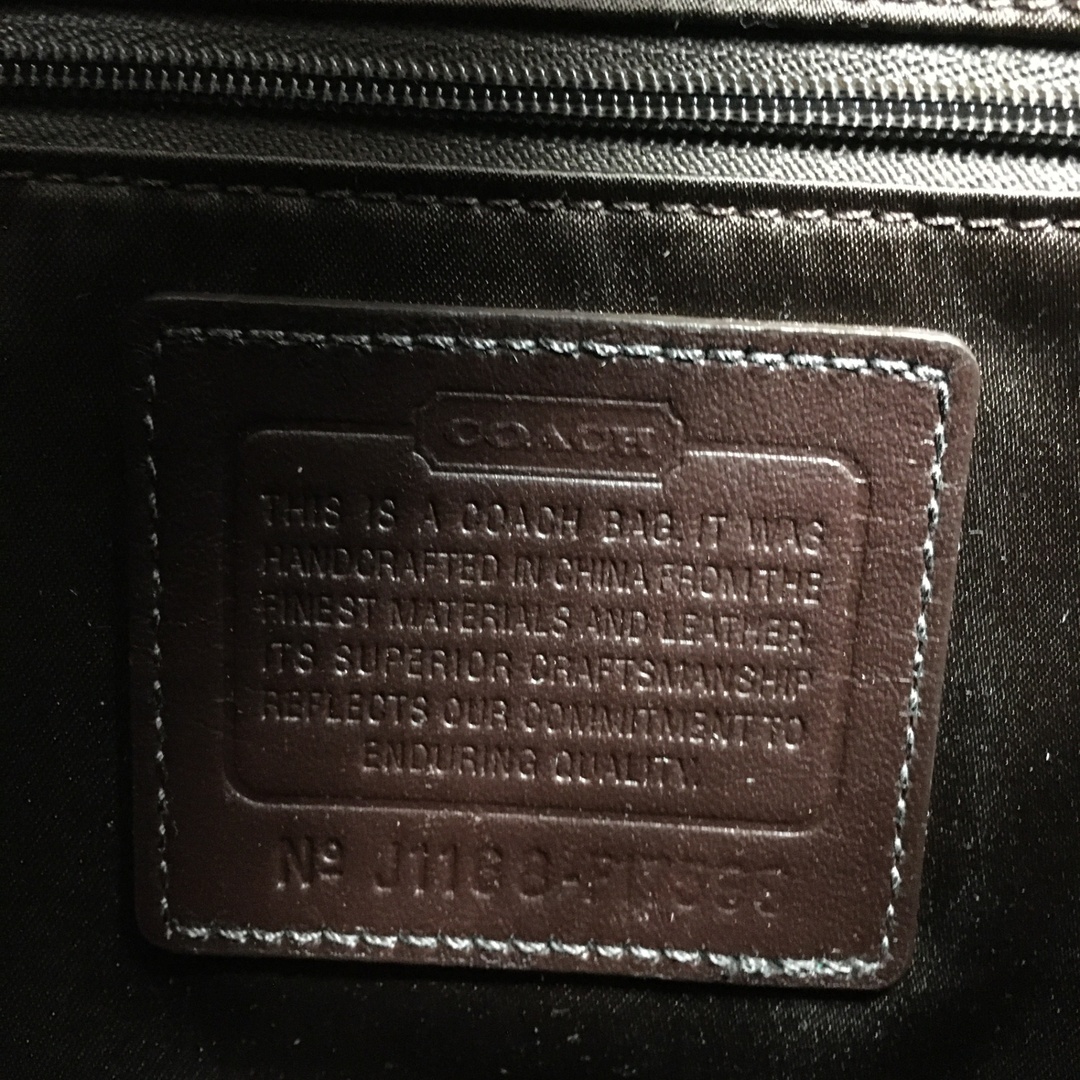 COACH
THIS IS A COACH BAG. IT WAS
HANDCRAFTED IN CHINA FROM THE
FINEST MATERIALS AND LEATHER.
ITS SUPERIOR CRAFTSMANSHIP
REFLECTS OUR COMMITMENT TO
ENDURING QUALITY.
Nº